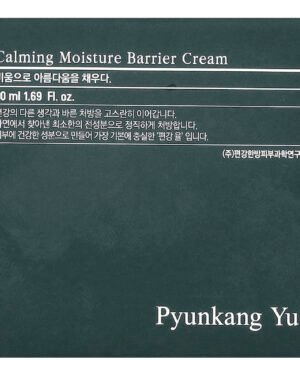 Calming Moisture Barrier Cream
비움으로 아름다움을 채우다.
0 ml 1.69 Fl. oz.
편강의 다른 생각과 바른 처방을 고스란히 이어갑니다.
자연에서 찾아낸 최소한의 전성분으로 정직하게 처방합니다.
피부에 건강한 성분으로 만들어 가장 기본에 충실한 '편강 율' 입니다.
(주)편강한방피부과학연구
Pyunkang Yu